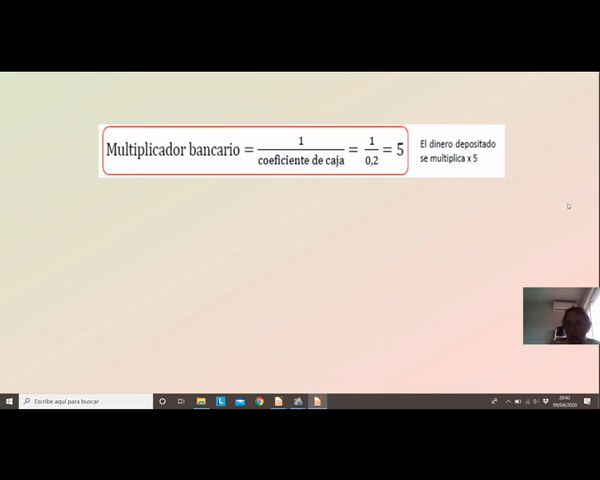 Multiplicador bancario = 1 / coeficiente de caja = 1 / 0,2 = 5
El dinero depositado
se multiplica x 5
Escribe aquí para buscar
20:42
09/04/2020